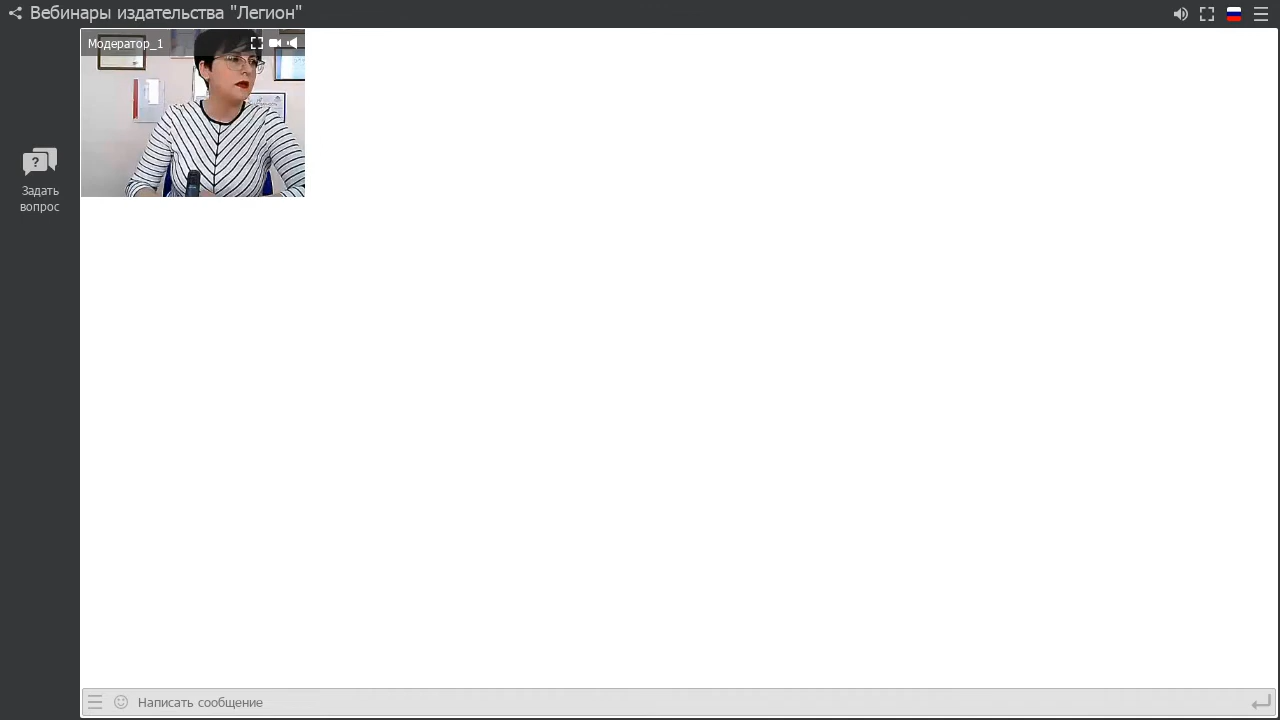 Вебинары издательства "Легион"
Модератор_1
Задать
вопрос
Написать сообщение